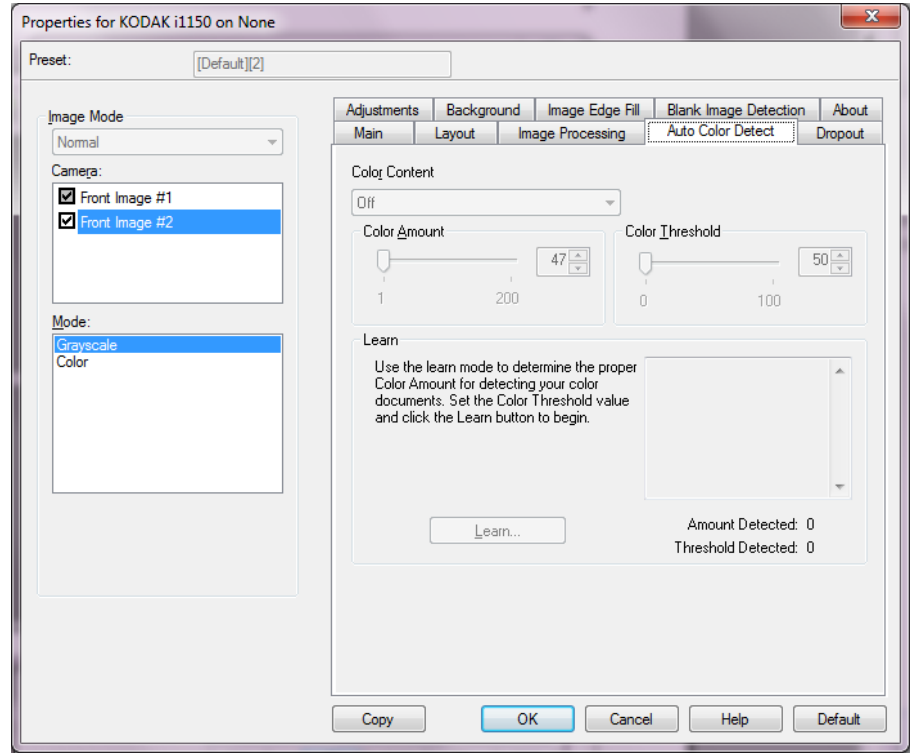 Properties for KODAK i1150 on None
Preset:
[Default][2]
Image Mode
Normal
Camera:
Front Image #1
Front Image #2
Mode:
Grayscale
Color
Adjustments Background Image Edge Fill Blank Image Detection About
Main Layout Image Processing Auto Color Detect Dropout
Color Content
Off
Color Amount
47
1 200
Color Threshold
50
0 100
Learn
Use the learn mode to determine the proper
Color Amount for detecting your color
documents. Set the Color Threshold value
and click the Learn button to begin.
Learn...
Amount Detected: 0
Threshold Detected: 0
Copy OK Cancel Help Default